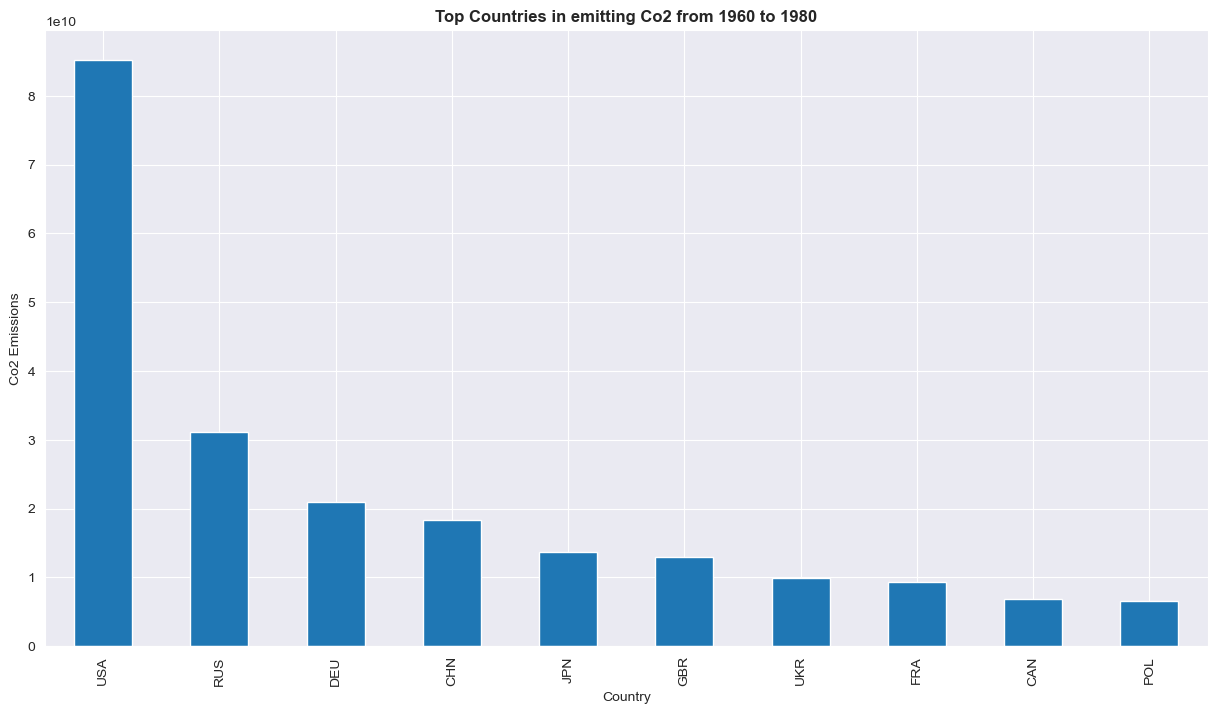 Top Countries in emitting Co2 from 1960 to 1980
1e10
8
7
6
5
4
3
2
1
0
Co2 Emissions
USA
RUS
DEU
CHN
JPN
GBR
UKR
FRA
CAN
POL
Country